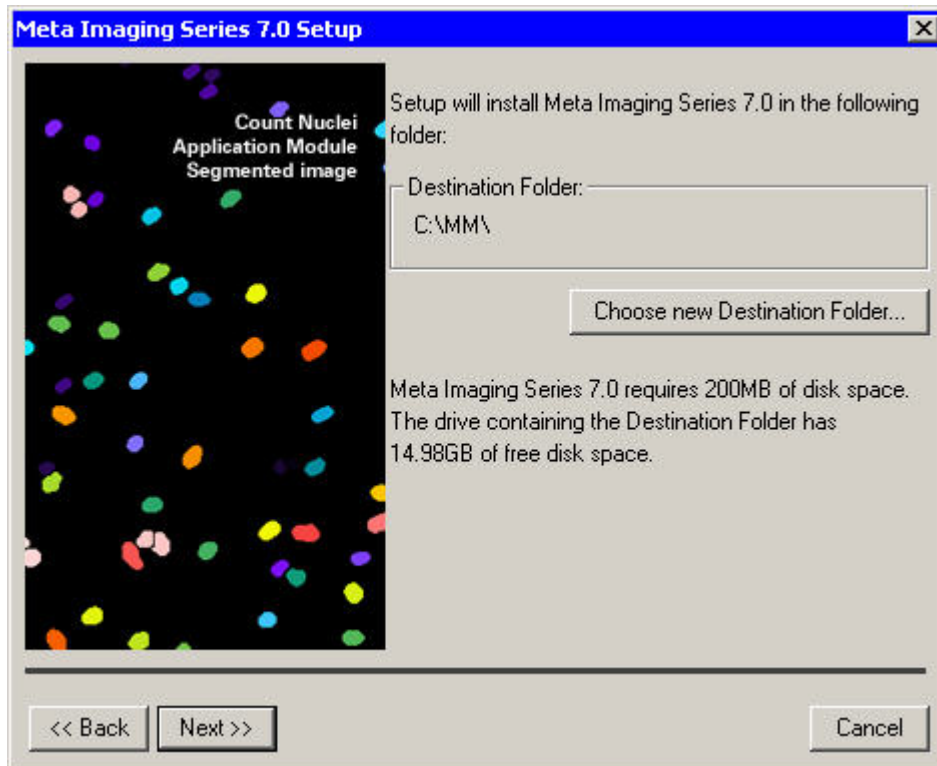 Meta Imaging Series 7.0 Setup
Count Nuclei
Application Module
Segmented image
Setup will install Meta Imaging Series 7.0 in the following
folder:
Destination Folder:
C:\MM\
Choose new Destination Folder...
Meta Imaging Series 7.0 requires 200MB of disk space.
The drive containing the Destination Folder has
14.98GB of free disk space.
<< Back
Next >>
Cancel